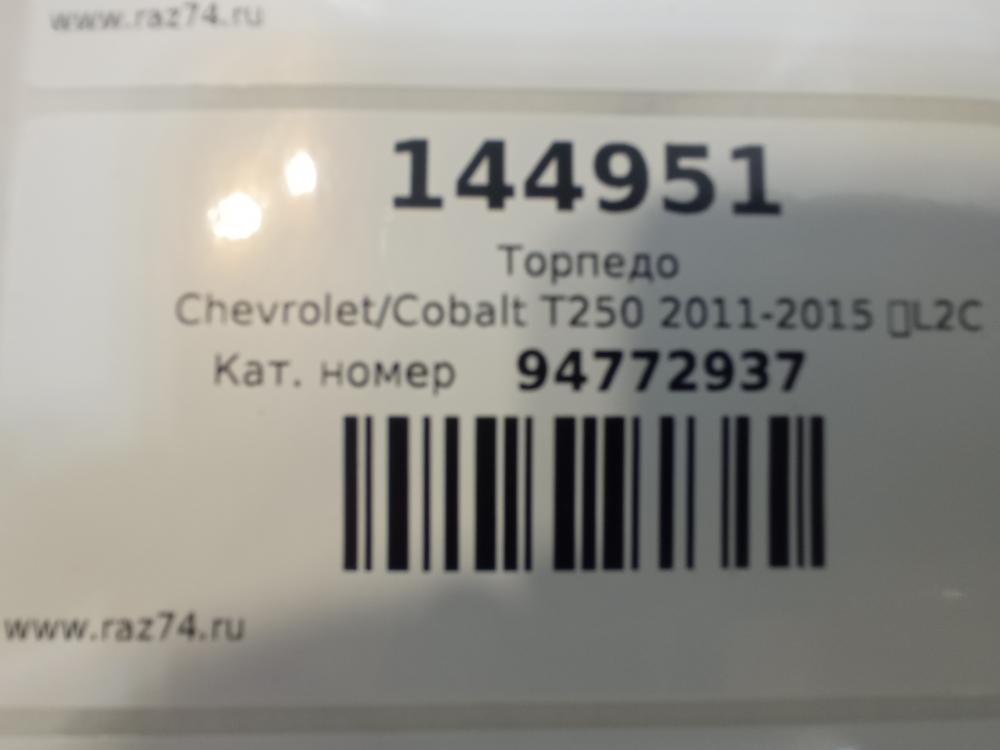 www.raz74.ru
144951
Торпедо
Chevrolet/Cobalt T250 2011-2015 ▯L2C
Кат. номер 94772937
www.raz74.ru